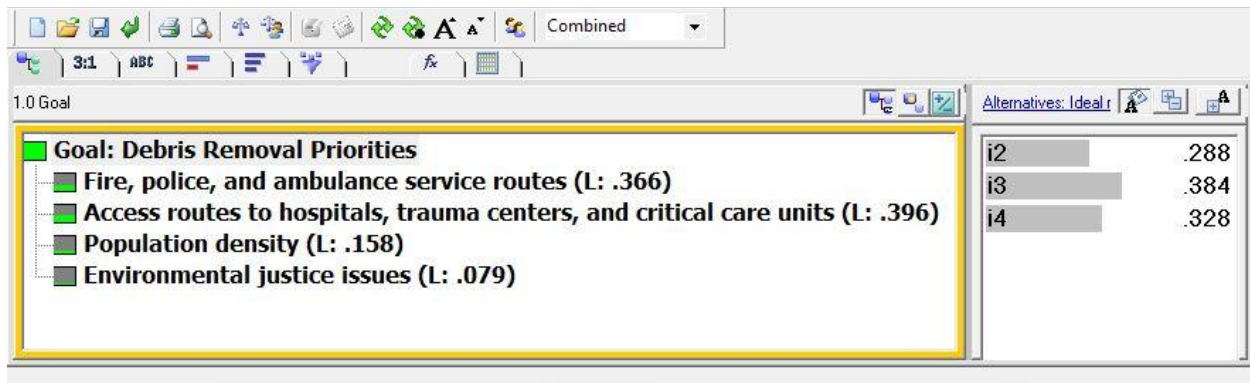 Combined
3:1
ABC
fx
1.0 Goal
Alternatives: Ideal r
Goal: Debris Removal Priorities
Fire, police, and ambulance service routes (L: .366)
Access routes to hospitals, trauma centers, and critical care units (L: .396)
Population density (L: .158)
Environmental justice issues (L: .079)
i2 .288
i3 .384
i4 .328